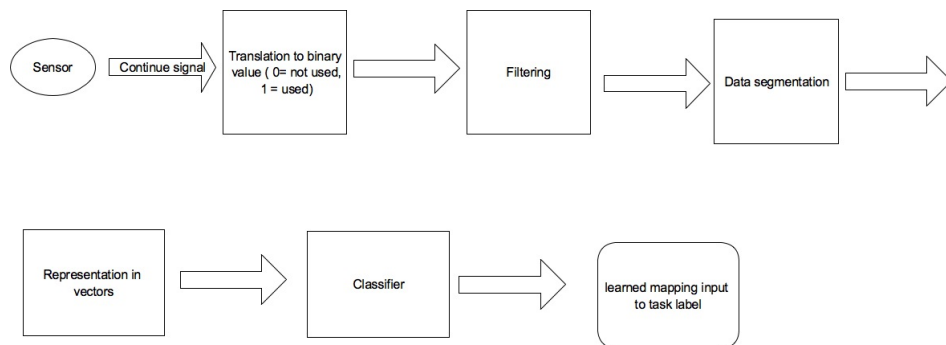 Sensor
Continue signal
Translation to binary
value ( 0= not used,
1 = used)
Filtering
Data segmentation
Representation in
vectors
Classifier
learned mapping input
to task label